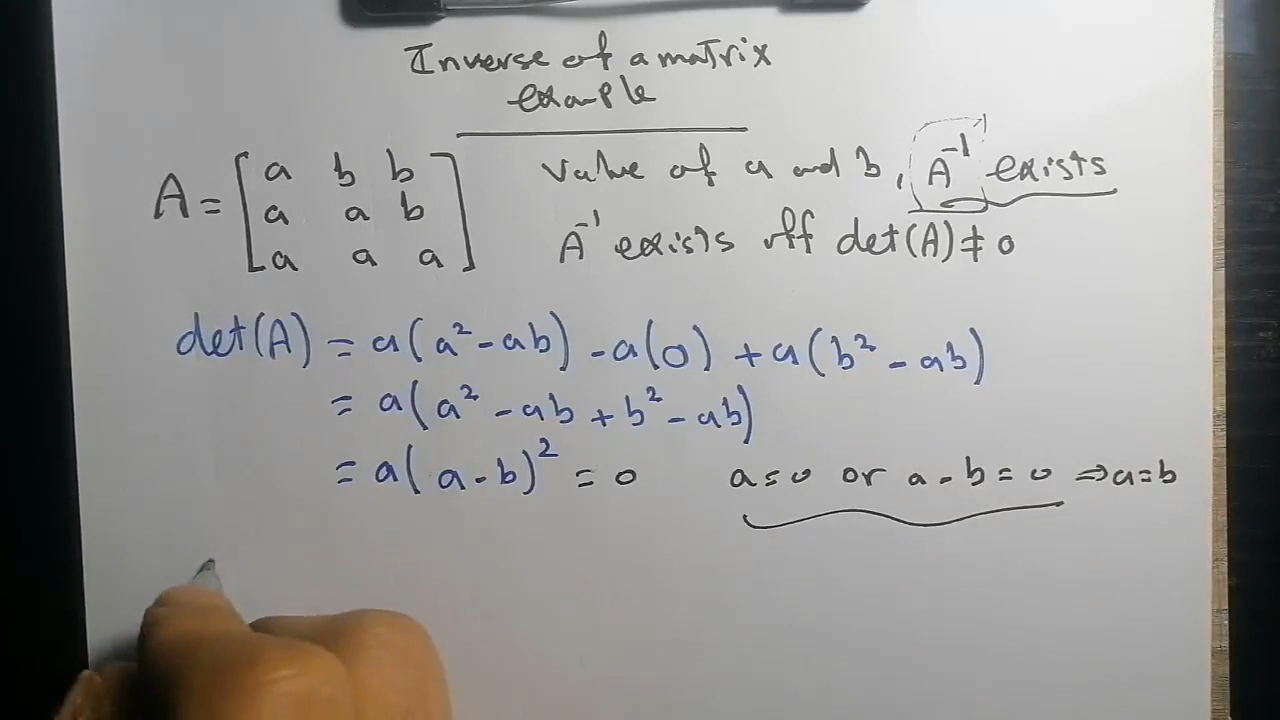 Inverse of a matrix
example
A = [a b b
a a b
a a a]
value of a and b, A⁻¹ exists
A⁻¹ exists iff det(A) ≠ 0
det(A) = a(a² - ab) - a(0) + a(b² - ab)
= a(a² - ab + b² - ab)
= a(a - b)² = 0 a = 0 or a - b = 0 ⇒ a = b